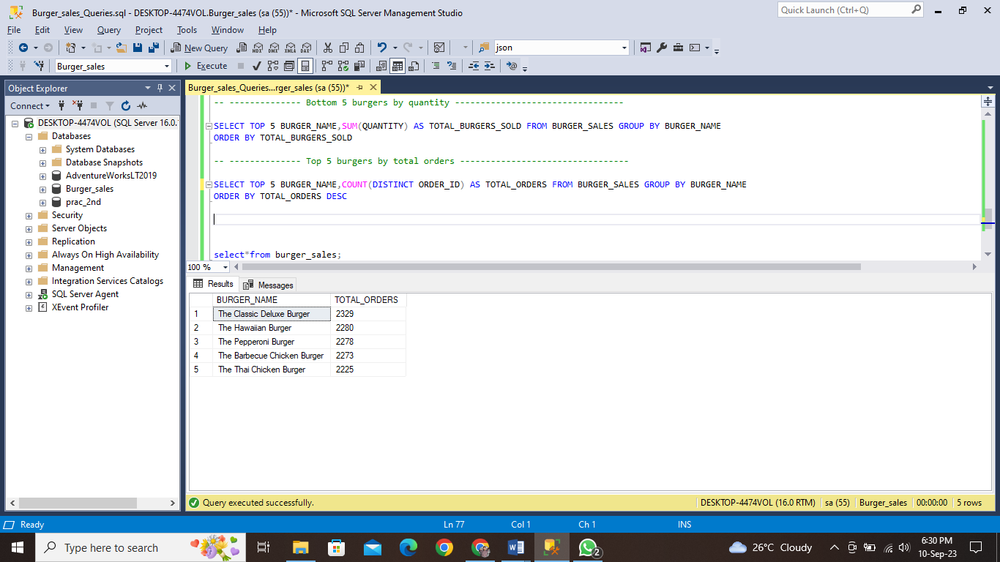 Burger_sales_Queries.sql - DESKTOP-4474VOL.Burger_sales (sa (55))* - Microsoft SQL Server Management Studio
Quick Launch (Ctrl+Q)
File Edit View Query Project Tools Window Help
New Query MDX DMX XMLA DAX json
Burger_sales Execute
Object Explorer
Connect
DESKTOP-4474VOL (SQL Server 16.0.
Databases
System Databases
Database Snapshots
AdventureWorksLT2019
Burger_sales
prac_2nd
Security
Server Objects
Replication
Always On High Availability
Management
Integration Services Catalogs
SQL Server Agent
XEvent Profiler
Burger_sales_Queries...rger_sales (sa (55))*
-- -------------- Bottom 5 burgers by quantity ---------------------------------
SELECT TOP 5 BURGER_NAME,SUM(QUANTITY) AS TOTAL_BURGERS_SOLD FROM BURGER_SALES GROUP BY BURGER_NAME
ORDER BY TOTAL_BURGERS_SOLD
-- -------------- Top 5 burgers by total orders ---------------------------------
SELECT TOP 5 BURGER_NAME,COUNT(DISTINCT ORDER_ID) AS TOTAL_ORDERS FROM BURGER_SALES GROUP BY BURGER_NAME
ORDER BY TOTAL_ORDERS DESC
select*from burger_sales;
100 %
Results Messages
BURGER_NAME TOTAL_ORDERS
1 The Classic Deluxe Burger 2329
2 The Hawaiian Burger 2280
3 The Pepperoni Burger 2278
4 The Barbecue Chicken Burger 2273
5 The Thai Chicken Burger 2225
Query executed successfully. DESKTOP-4474VOL (16.0 RTM) sa (55) Burger_sales 00:00:00 5 rows
Ready Ln 77 Col 1 Ch 1 INS
Type here to search
2
26°C Cloudy
6:30 PM
10-Sep-23